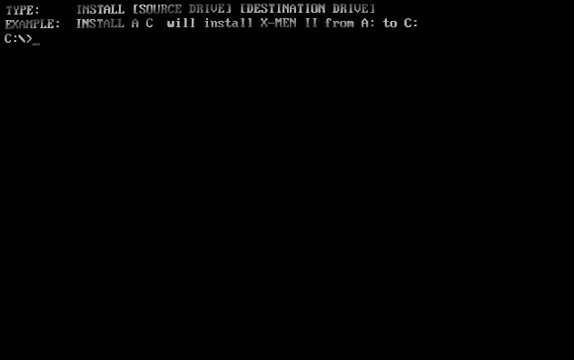 TYPE: INSTALL [SOURCE DRIVE] [DESTINATION DRIVE]
EXAMPLE: INSTALL A C will install X-MEN II from A: to C:
C:\>_